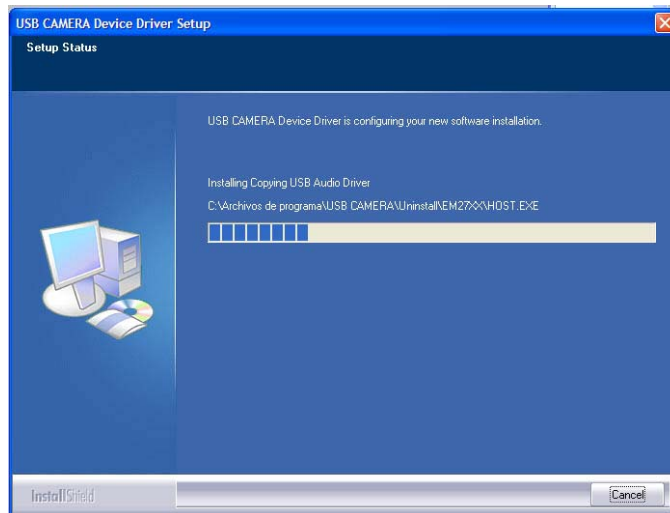 USB CAMERA Device Driver Setup
Setup Status
USB CAMERA Device Driver is configuring your new software installation.
Installing Copying USB Audio Driver
C:\Archivos de programa\USB CAMERA\Uninstall\EM27XX\HOST.EXE
InstallShield
Cancel